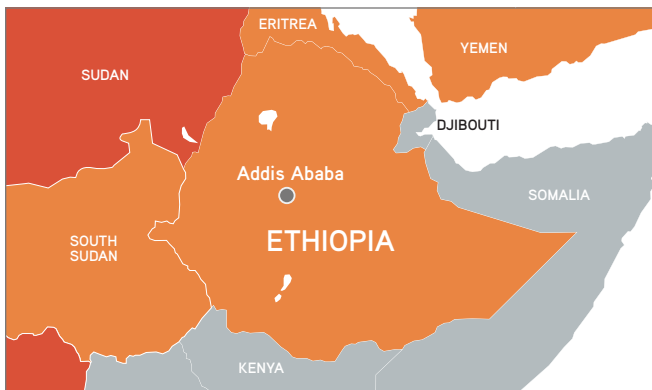 ERITREA
YEMEN
SUDAN
DJIBOUTI
Addis Ababa
SOMALIA
ETHIOPIA
SOUTH
SUDAN
KENYA